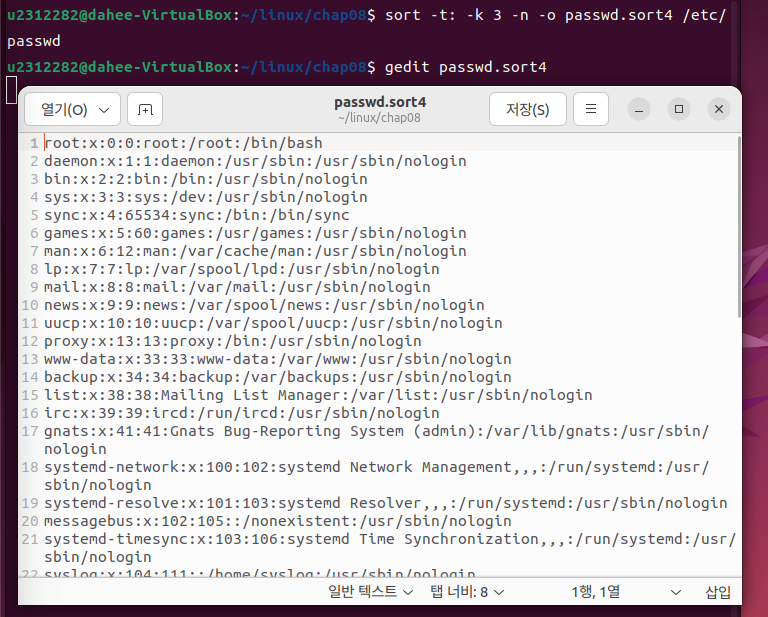 u2312282@dahee-VirtualBox:~/linux/chap08$ sort -t: -k 3 -n -o passwd.sort4 /etc/
passwd
u2312282@dahee-VirtualBox:~/linux/chap08$ gedit passwd.sort4
열기(O)
passwd.sort4
~/linux/chap08
저장(S)
1 root:x:0:0:root:/root:/bin/bash
2 daemon:x:1:1:daemon:/usr/sbin:/usr/sbin/nologin
3 bin:x:2:2:bin:/bin:/usr/sbin/nologin
4 sys:x:3:3:sys:/dev:/usr/sbin/nologin
5 sync:x:4:65534:sync:/bin:/bin/sync
6 games:x:5:60:games:/usr/games:/usr/sbin/nologin
7 man:x:6:12:man:/var/cache/man:/usr/sbin/nologin
8 lp:x:7:7:lp:/var/spool/lpd:/usr/sbin/nologin
9 mail:x:8:8:mail:/var/mail:/usr/sbin/nologin
10 news:x:9:9:news:/var/spool/news:/usr/sbin/nologin
11 uucp:x:10:10:uucp:/var/spool/uucp:/usr/sbin/nologin
12 proxy:x:13:13:proxy:/bin:/usr/sbin/nologin
13 www-data:x:33:33:www-data:/var/www:/usr/sbin/nologin
14 backup:x:34:34:backup:/var/backups:/usr/sbin/nologin
15 list:x:38:38:Mailing List Manager:/var/list:/usr/sbin/nologin
16 irc:x:39:39:ircd:/run/ircd:/usr/sbin/nologin
17 gnats:x:41:41:Gnats Bug-Reporting System (admin):/var/lib/gnats:/usr/sbin/
nologin
18 systemd-network:x:100:102:systemd Network Management,,,:/run/systemd:/usr/
sbin/nologin
19 systemd-resolve:x:101:103:systemd Resolver,,,:/run/systemd:/usr/sbin/nologin
20 messagebus:x:102:105::/nonexistent:/usr/sbin/nologin
21 systemd-timesync:x:103:106:systemd Time Synchronization,,,:/run/systemd:/usr/
sbin/nologin
22 syslog:x:104:111::/home/syslog:/usr/sbin/nologin
일반 텍스트 탭 너비: 8 1행, 1열 삽입